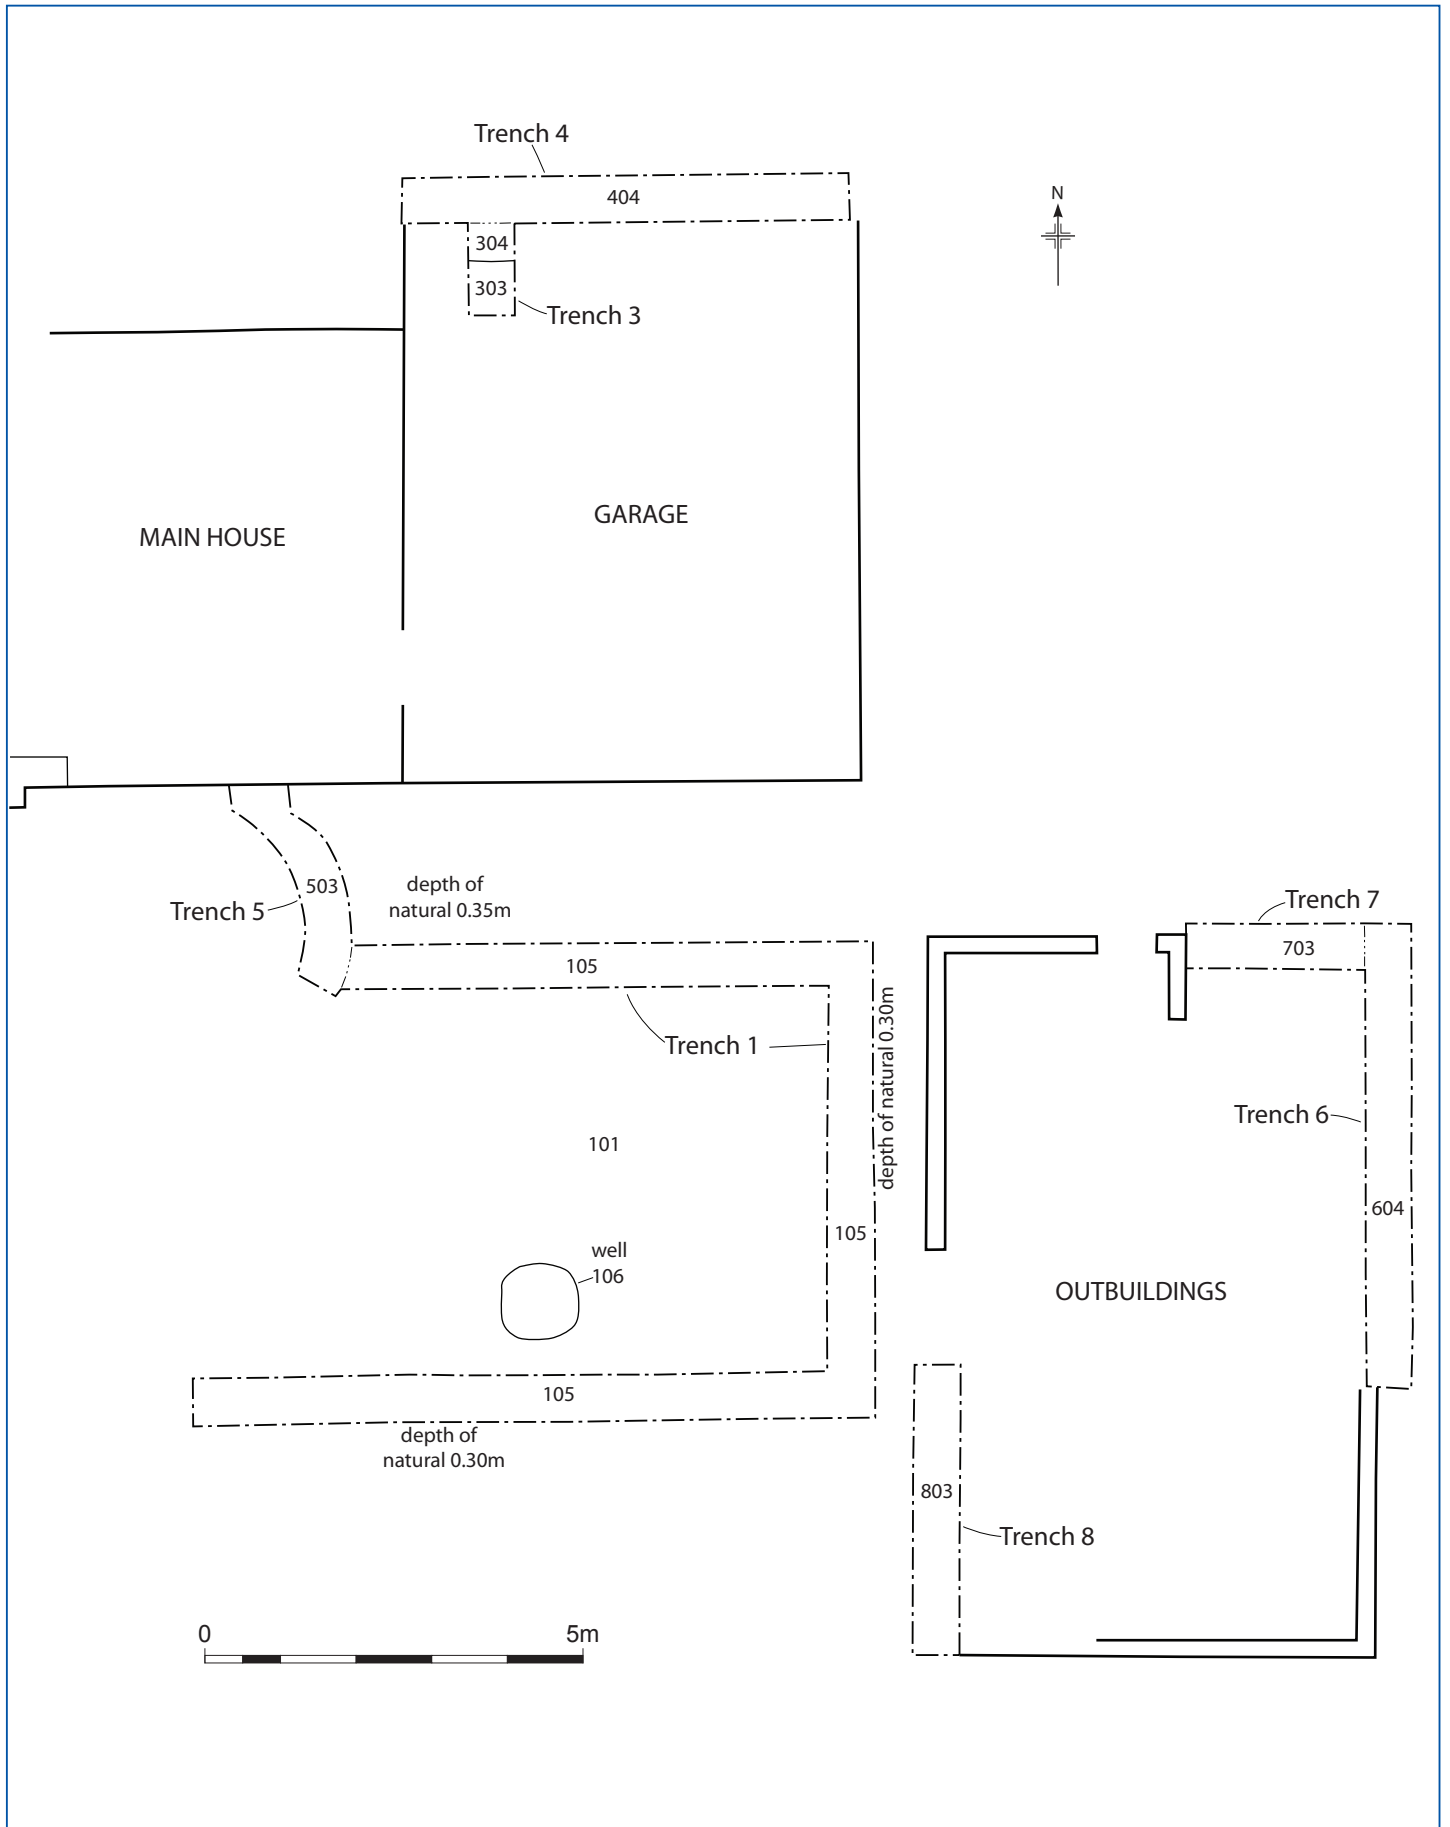 Trench 4
404
N
304
303
Trench 3
GARAGE
MAIN HOUSE
503
depth of
natural 0.35m
Trench 5
Trench 7
703
105
depth of natural 0.30m
Trench 1
Trench 6
101
604
105
well
106
OUTBUILDINGS
105
depth of
natural 0.30m
803
Trench 8
0 5m